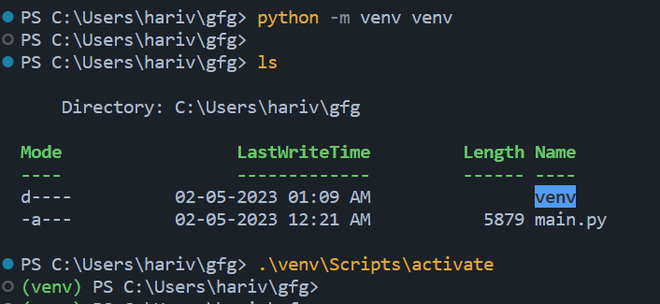 PS C:\Users\hariv\gfg> python -m venv venv
PS C:\Users\hariv\gfg>
PS C:\Users\hariv\gfg> ls
Directory: C:\Users\hariv\gfg
Mode LastWriteTime Length Name
---- ------------- ------ ----
d---- 02-05-2023 01:09 AM venv
-a--- 02-05-2023 12:21 AM 5879 main.py
PS C:\Users\hariv\gfg> .\venv\Scripts\activate
(venv) PS C:\Users\hariv\gfg>